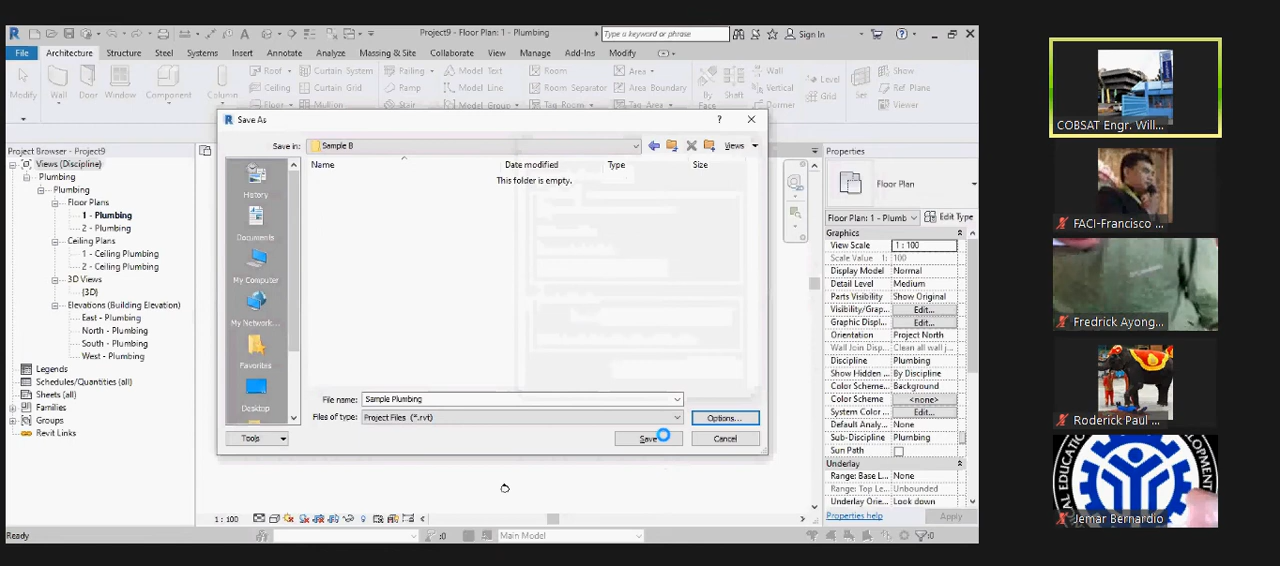 Project9 - Floor Plan: 1 - Plumbing
Type a keyword or phrase
Sign In
File
Architecture
Structure
Steel
Systems
Insert
Annotate
Analyze
Massing & Site
Collaborate
View
Manage
Add-Ins
Modify
Modify
Wall
Door
Window
Component
Column
Roof
Ceiling
Floor
Curtain System
Curtain Grid
Mullion
Railing
Ramp
Stair
Model Text
Model Line
Model Group
Room
Room Separator
Tag Room
Area
Area Boundary
Tag Area
By
Face
Shaft
Wall
Vertical
Dormer
Level
Grid
Set
Show
Ref Plane
Viewer
Project Browser - Project9
Views (Discipline)
Plumbing
Plumbing
Floor Plans
1 - Plumbing
2 - Plumbing
Ceiling Plans
1 - Ceiling Plumbing
2 - Ceiling Plumbing
3D Views
{3D}
Elevations (Building Elevation)
East - Plumbing
North - Plumbing
South - Plumbing
West - Plumbing
Legends
Schedules/Quantities (all)
Sheets (all)
Families
Groups
Revit Links
Save As
Save in:
Sample B
Views
Name
Date modified
Type
Size
This folder is empty.
History
Documents
My Computer
My Network...
Favorites
Desktop
File name:
Sample Plumbing
Files of type:
Project Files (*.rvt)
Options...
Tools
Save
Cancel
Properties
Floor Plan
Floor Plan: 1 - Plumb
Edit Type
Graphics
View Scale
1 : 100
Scale Value 1:
100
Display Model
Normal
Detail Level
Medium
Parts Visibility
Show Original
Visibility/Grap...
Edit...
Graphic Displ...
Edit...
Orientation
Project North
Wall Join Disp...
Clean all wall j...
Discipline
Plumbing
Show Hidden ...
By Discipline
Color Scheme...
Background
Color Scheme
<none>
System Color ...
Edit...
Default Analy...
None
Sub-Discipline
Plumbing
Sun Path
Underlay
Range: Base L...
None
Range: Top Le...
Unbounded
Underlay Orie...
Look down
Properties help
Apply
1 : 100
Ready
:0
Main Model
:0
COBSAT Engr. Will...
FACI-Francisco ...
Fredrick Ayong...
Roderick Paul ...
AL EDUCATIO
DEVELOPMENT
Jemar Bernardio